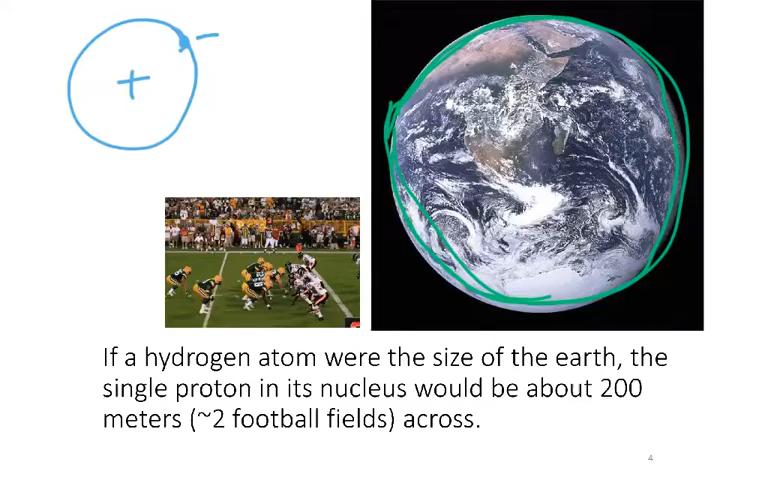 + -
If a hydrogen atom were the size of the earth, the
single proton in its nucleus would be about 200
meters (~2 football fields) across.
4